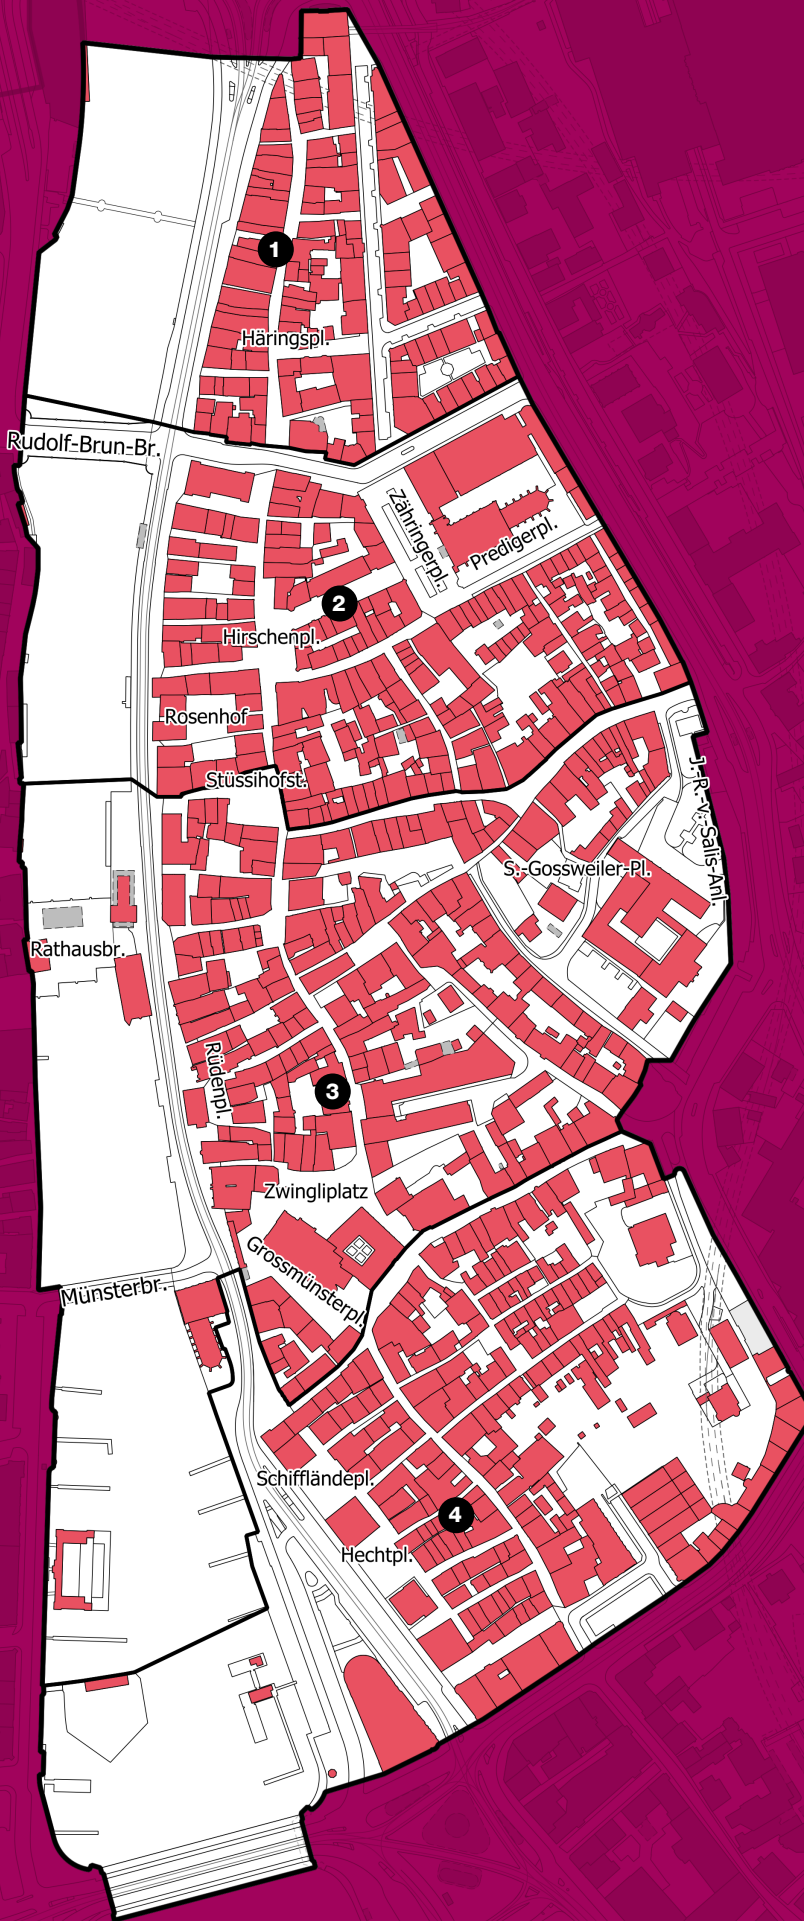 1
Häringspl.
Rudolf-Brun-Br.
Zähringerpl.
Predigerpl.
2
Hirschenpl.
Rosenhof
Stüssihofst.
J.-R.-v.-Salis-Anl.
S.-Gossweiler-Pl.
Rathausbr.
Rüdenpl.
3
Zwingliplatz
Grossmünsterpl.
Münsterbr.
Schiffländepl.
4
Hechtpl.